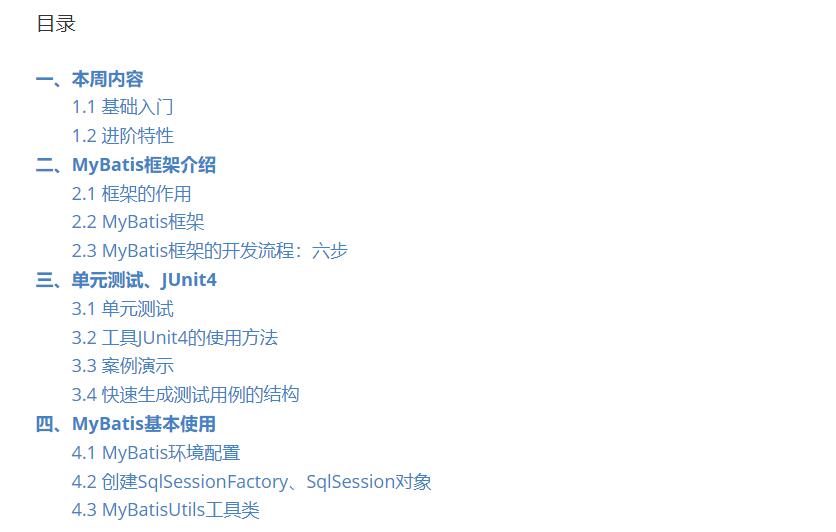 目录
一、本周内容
1.1 基础入门
1.2 进阶特性
二、MyBatis框架介绍
2.1 框架的作用
2.2 MyBatis框架
2.3 MyBatis框架的开发流程：六步
三、单元测试、JUnit4
3.1 单元测试
3.2 工具JUnit4的使用方法
3.3 案例演示
3.4 快速生成测试用例的结构
四、MyBatis基本使用
4.1 MyBatis环境配置
4.2 创建SqlSessionFactory、SqlSession对象
4.3 MyBatisUtils工具类